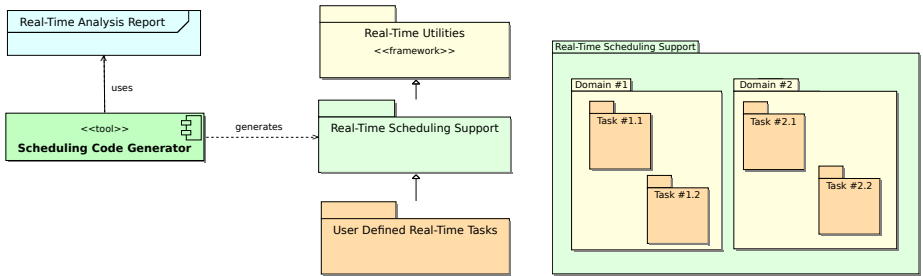 Real-Time Analysis Report
uses
<<tool>>
Scheduling Code Generator
generates
Real-Time Utilities
<<framework>>
Real-Time Scheduling Support
User Defined Real-Time Tasks
Real-Time Scheduling Support
Domain #1
Task #1.1
Task #1.2
Domain #2
Task #2.1
Task #2.2